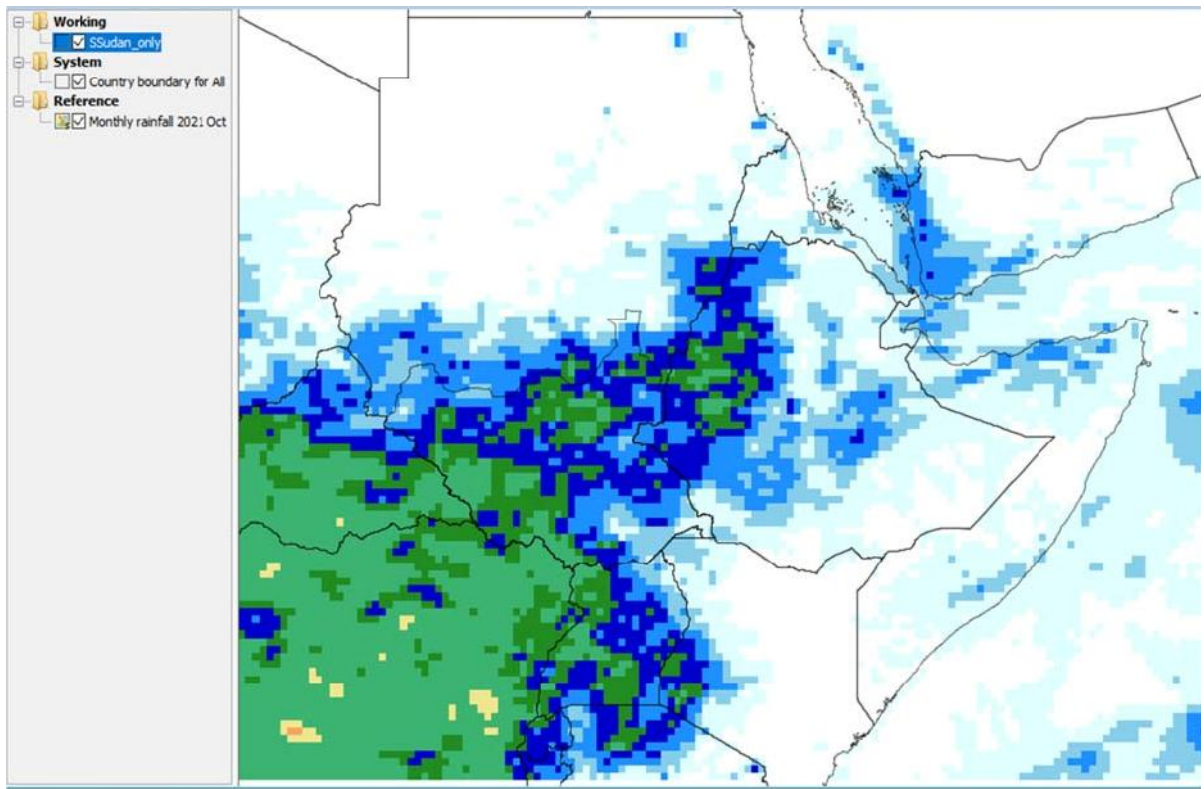 Working
SSudan_only
System
Country boundary for All
Reference
Monthly rainfall 2021 Oct